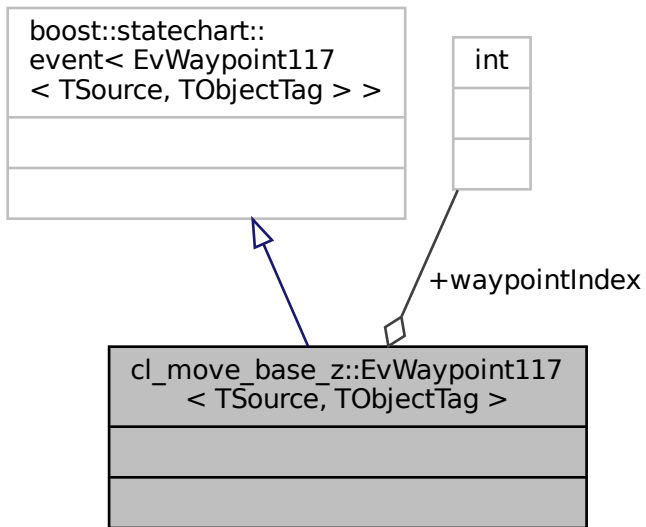 boost::statechart::
event< EvWaypoint117
< TSource, TObjectTag > >
int
+waypointIndex
cl_move_base_z::EvWaypoint117
< TSource, TObjectTag >